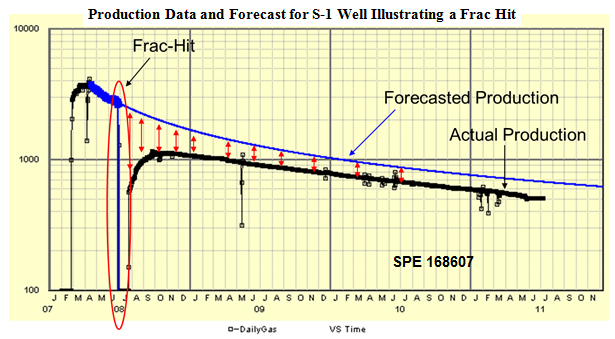 Production Data and Forecast for S-1 Well Illustrating a Frac Hit
10000
Frac-Hit
Forecasted Production
Actual Production
1000
SPE 168607
100
J F M A M J J A S O N D J F M A M J J A S O N D J F M A M J J A S O N D J F M A M J J A S O N
07 08 09 10 11
DailyGas VS Time